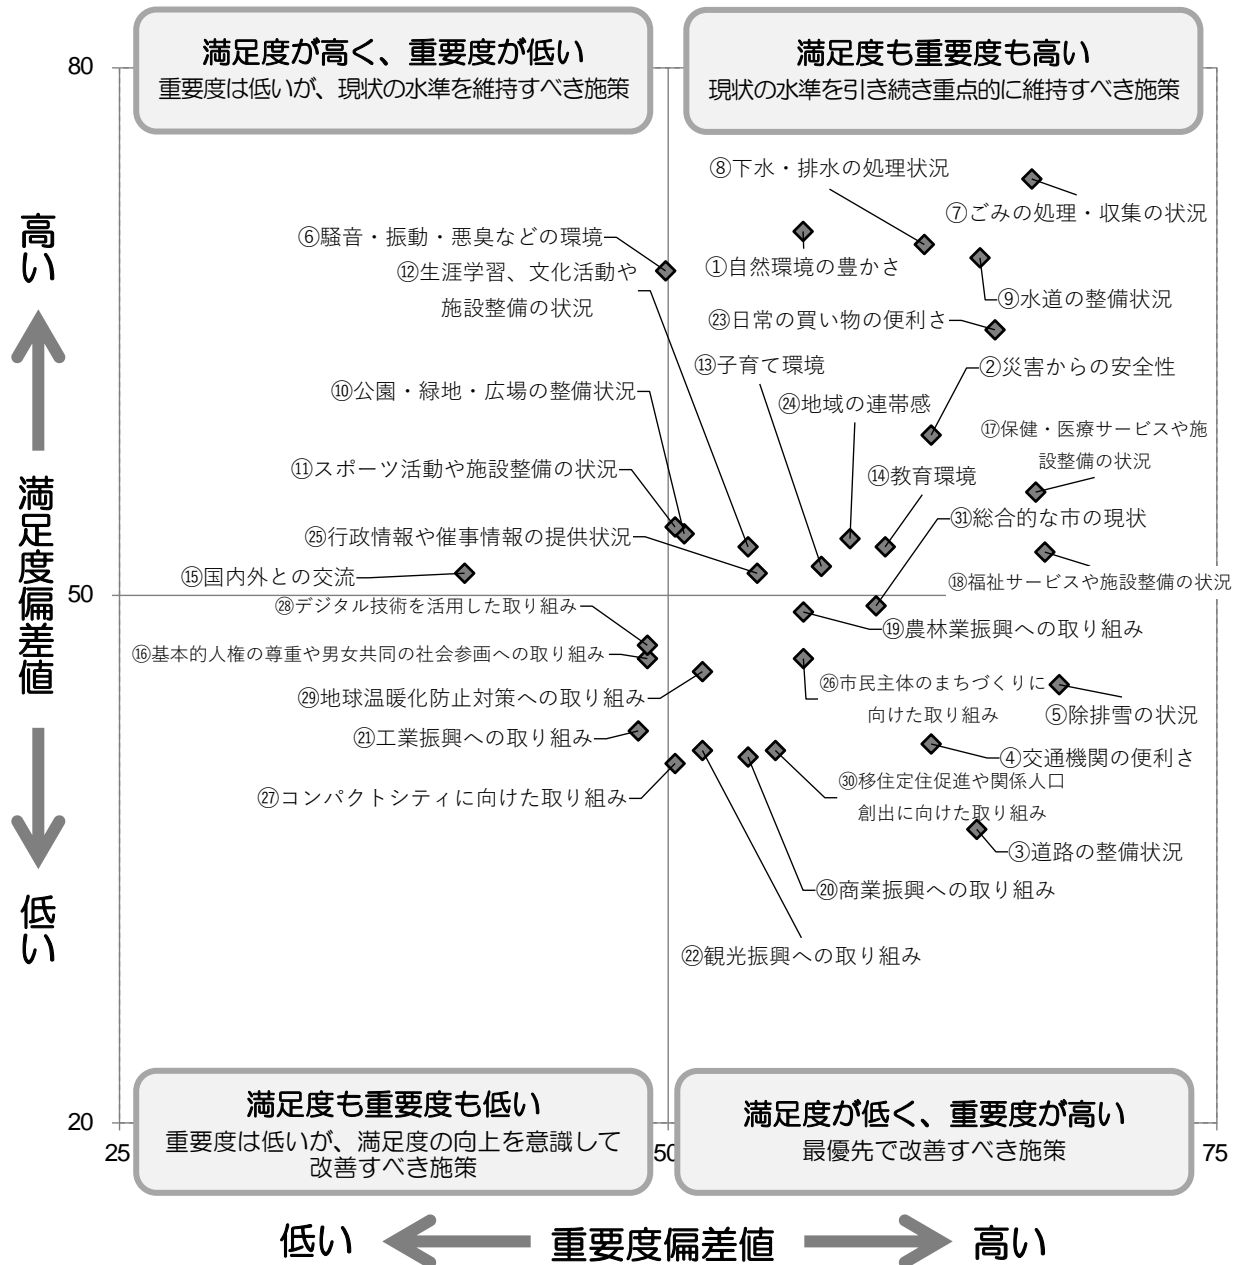 満足度が高く、重要度が低い
重要度は低いが、現状の水準を維持すべき施策
満足度も重要度も高い
現状の水準を引き続き重点的に維持すべき施策
80
⑧下水・排水の処理状況
⑦ごみの処理・収集の状況
⑥騒音・振動・悪臭などの環境
①自然環境の豊かさ
⑫生涯学習、文化活動や
施設整備の状況
⑨水道の整備状況
㉓日常の買い物の便利さ
⑬子育て環境
②災害からの安全性
⑩公園・緑地・広場の整備状況
㉔地域の連帯感
⑰保健・医療サービスや施
設整備の状況
⑪スポーツ活動や施設整備の状況
⑭教育環境
㉛総合的な市の現状
㉕行政情報や催事情報の提供状況
⑮国内外との交流
⑱福祉サービスや施設整備の状況
50
㉘デジタル技術を活用した取り組み
⑲農林業振興への取り組み
⑯基本的人権の尊重や男女共同の社会参画への取り組み
㉙地球温暖化防止対策への取り組み
㉖市民主体のまちづくりに
向けた取り組み
⑤除排雪の状況
㉑工業振興への取り組み
④交通機関の便利さ
㉗コンパクトシティに向けた取り組み
㉚移住定住促進や関係人口
創出に向けた取り組み
③道路の整備状況
⑳商業振興への取り組み
㉒観光振興への取り組み
高い
満足度偏差値
低い
満足度も重要度も低い
重要度は低いが、満足度の向上を意識して
改善すべき施策
満足度が低く、重要度が高い
最優先で改善すべき施策
20
25
50
75
低い
重要度偏差値
高い